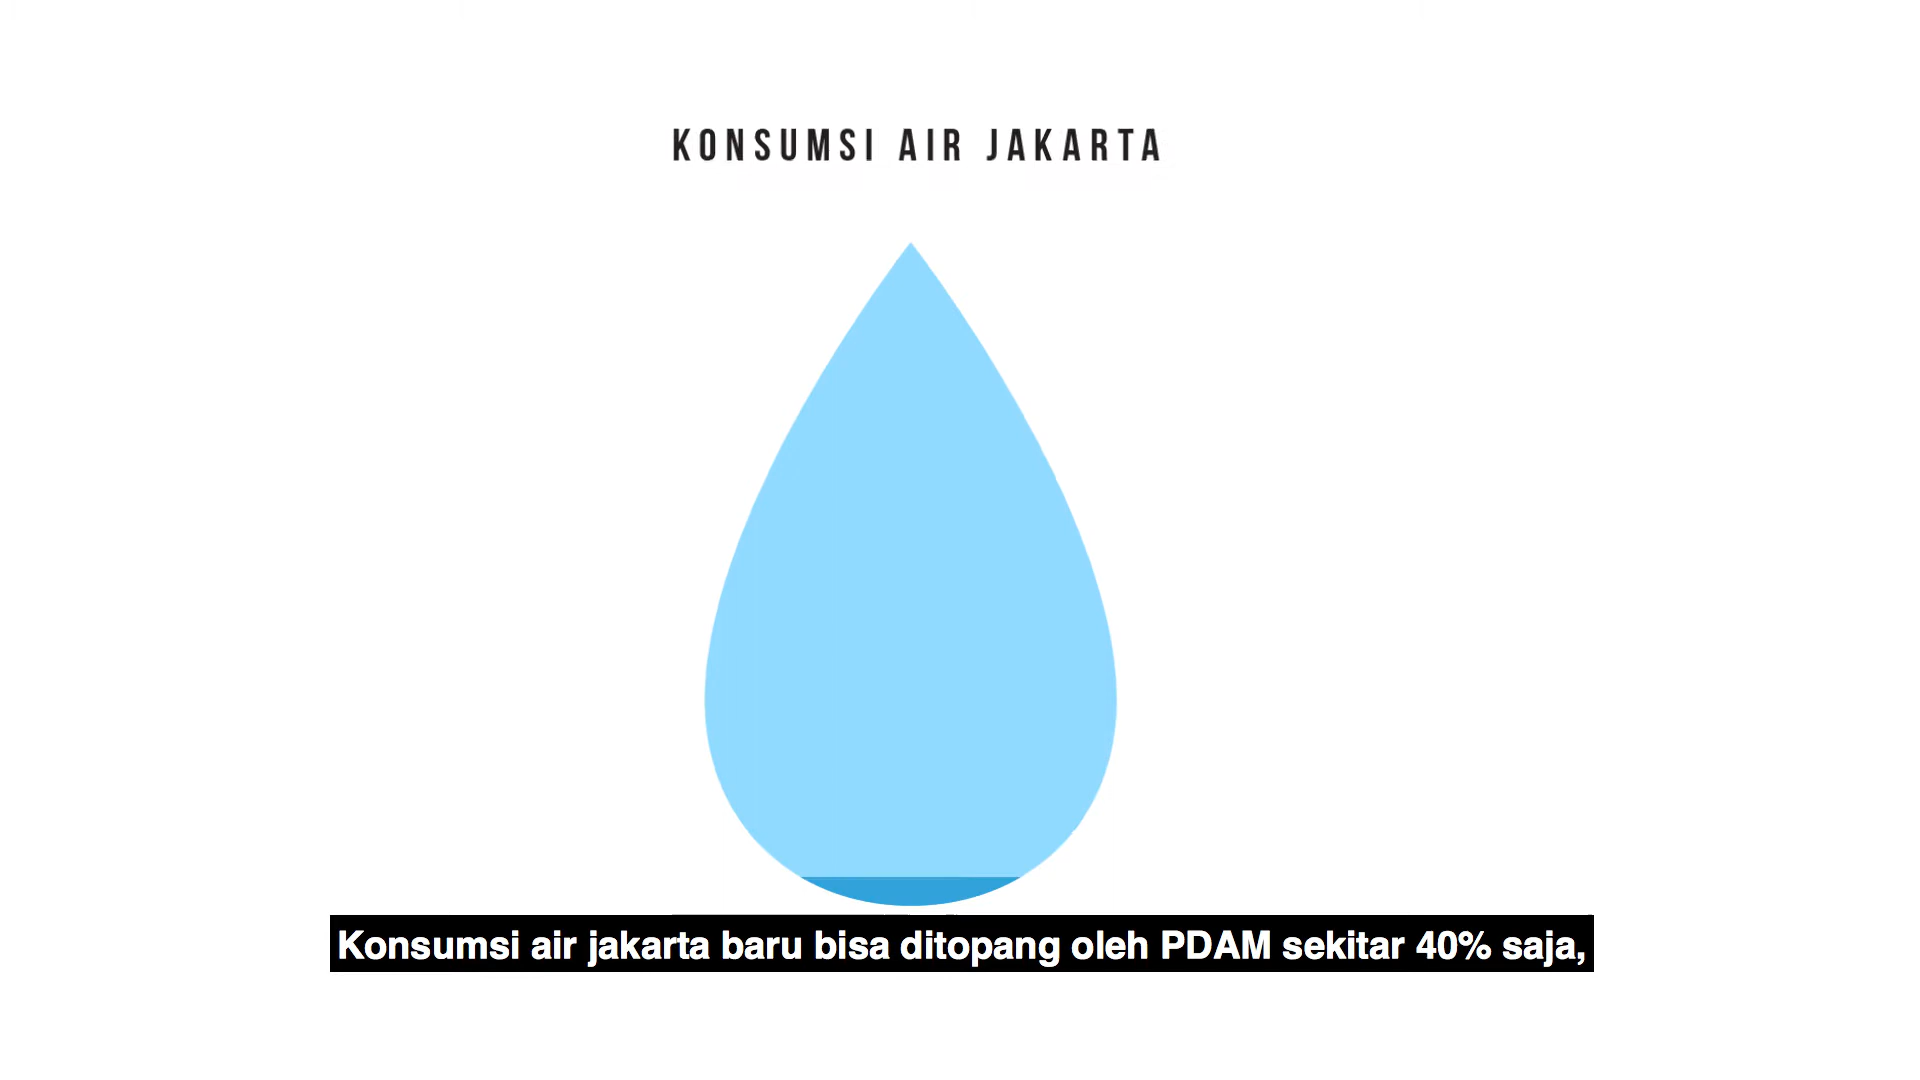 KONSUMSI AIR JAKARTA
Konsumsi air jakarta baru bisa ditopang oleh PDAM sekitar 40% saja,